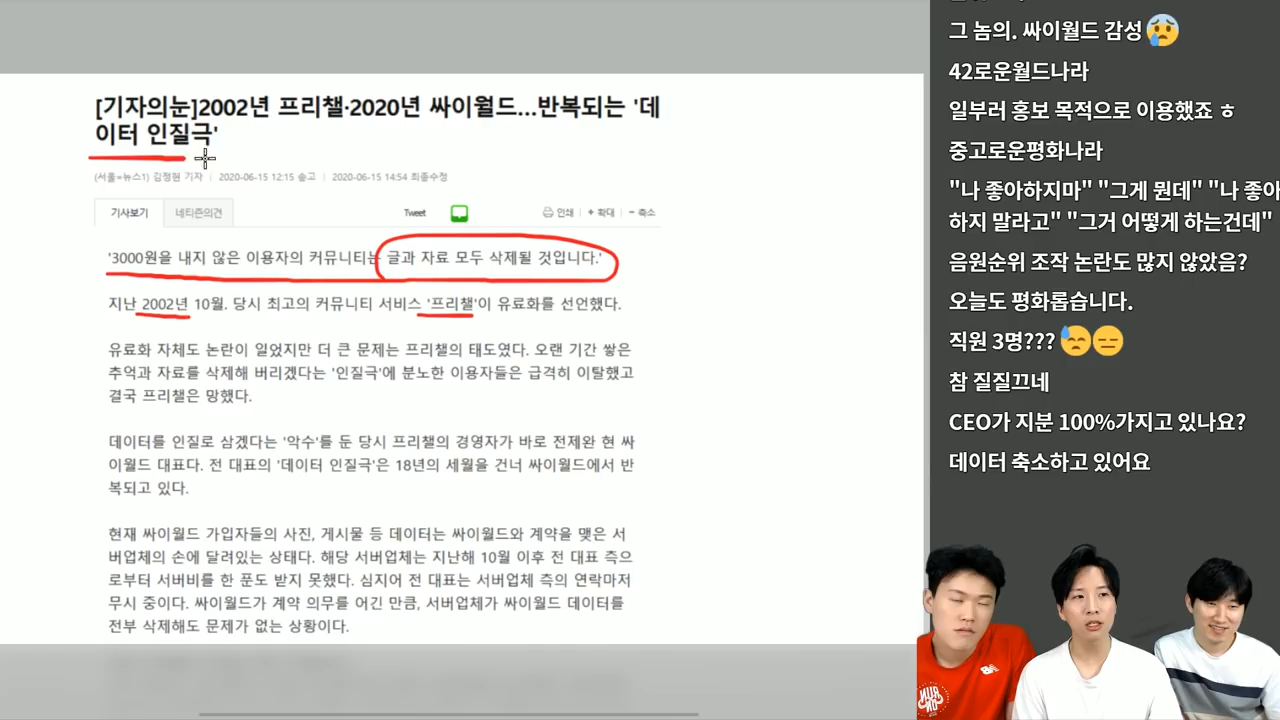 [기자의눈]2002년 프리챌·2020년 싸이월드...반복되는 '데
이터 인질극'
(서울=뉴스1) 김정현 기자 | 2020-06-15 12:15 송고 | 2020-06-15 14:54 최종수정
기사보기 네티즌의견 Tweet 인쇄 + 확대 - 축소
'3000원을 내지 않은 이용자의 커뮤니티는 글과 자료 모두 삭제될 것입니다.'
지난 2002년 10월. 당시 최고의 커뮤니티 서비스 '프리챌'이 유료화를 선언했다.
유료화 자체도 논란이 일었지만 더 큰 문제는 프리챌의 태도였다. 오랜 기간 쌓은
추억과 자료를 삭제해 버리겠다는 '인질극'에 분노한 이용자들은 급격히 이탈했고
결국 프리챌은 망했다.
데이터를 인질로 삼겠다는 '악수'를 둔 당시 프리챌의 경영자가 바로 전제완 현 싸
이월드 대표다. 전 대표의 '데이터 인질극'은 18년의 세월을 건너 싸이월드에서 반
복되고 있다.
현재 싸이월드 가입자들의 사진, 게시물 등 데이터는 싸이월드와 계약을 맺은 서
버업체의 손에 달려있는 상태다. 해당 서버업체는 지난해 10월 이후 전 대표 측으
로부터 서버비를 한 푼도 받지 못했다. 심지어 전 대표는 서버업체 측의 연락마저
무시 중이다. 싸이월드가 계약 의무를 어긴 만큼, 서버업체가 싸이월드 데이터를
전부 삭제해도 문제가 없는 상황이다.
그 놈의. 싸이월드 감성😰
42로운월드나라
일부러 홍보 목적으로 이용했죠 ㅎ
중고로운평화나라
"나 좋아하지마" "그게 뭔데" "나 좋아
하지 말라고" "그거 어떻게 하는건데"
음원순위 조작 논란도 많지 않았음?
오늘도 평화롭습니다.
직원 3명???😓😑
참 질질끄네
CEO가 지분 100%가지고 있나요?
데이터 축소하고 있어요